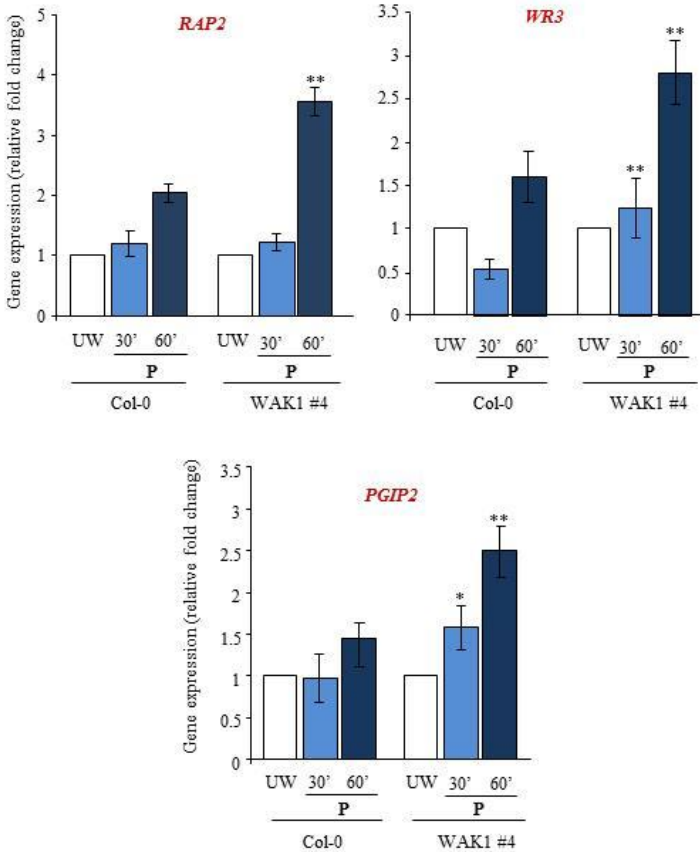 Gene expression (relative fold change)
RAP2
5
4
3
2
1
0
**
UW 30’ 60’ UW 30’ 60’
P P
Col-0 WAK1 #4
WR3
3.5
3
2.5
2
1.5
1
0.5
0
** **
UW 30’ 60’ UW 30’ 60’
P P
Col-0 WAK1 #4
Gene expression (relative fold change)
PGIP2
3.5
3
2.5
2
1.5
1
0.5
0
* **
UW 30’ 60’ UW 30’ 60’
P P
Col-0 WAK1 #4